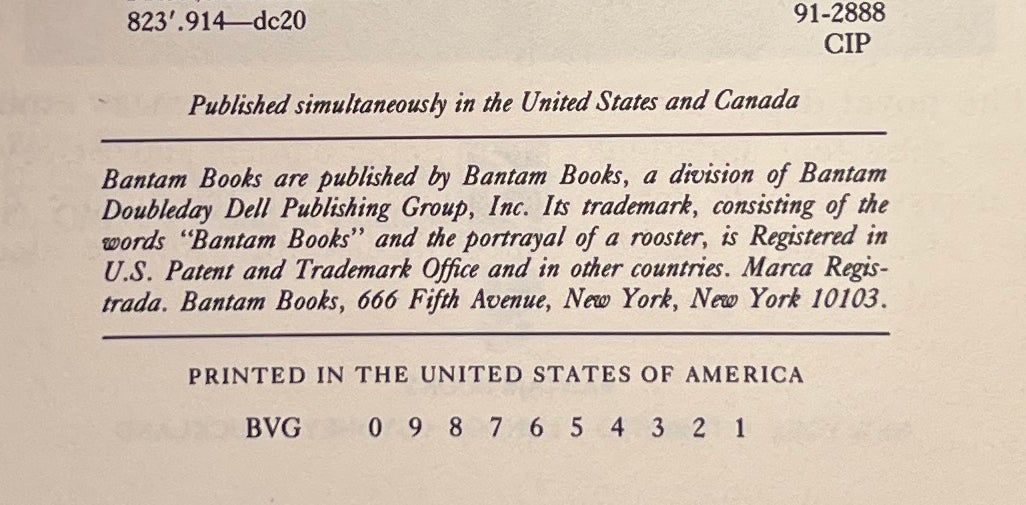 823'.914—dc20
91-2888
CIP
Published simultaneously in the United States and Canada
Bantam Books are published by Bantam Books, a division of Bantam
Doubleday Dell Publishing Group, Inc. Its trademark, consisting of the
words “Bantam Books” and the portrayal of a rooster, is Registered in
U.S. Patent and Trademark Office and in other countries. Marca Regis-
trada. Bantam Books, 666 Fifth Avenue, New York, New York 10103.
PRINTED IN THE UNITED STATES OF AMERICA
BVG 0 9 8 7 6 5 4 3 2 1